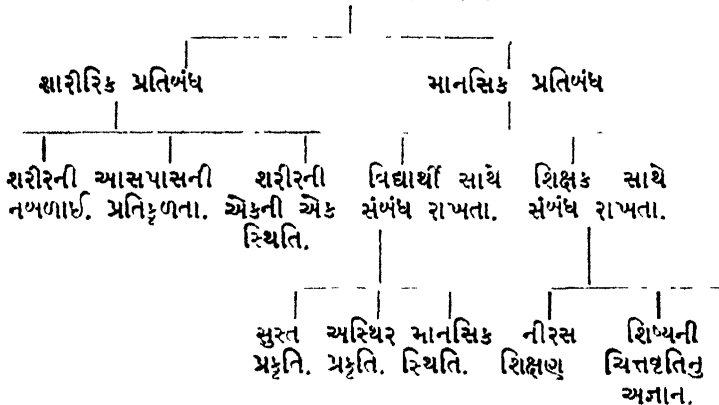 શારીરિક પ્રતિબંધ માનસિક પ્રતિબંધ
શરીરની આસપાસની શરીરની વિદ્યાર્થી સાથે શિક્ષક સાથે
નબળાઈ. પ્રતિકૂળતા. એકની એક સંબંધ રાખતા. સંબંધ રાખતા.
સ્થિતિ.
સુસ્ત અસ્થિર માનસિક નીરસ શિષ્યની
પ્રકૃતિ. પ્રકૃતિ. સ્થિતિ. શિક્ષણ ચિત્તવૃતિનુ
અજ્ઞાન.